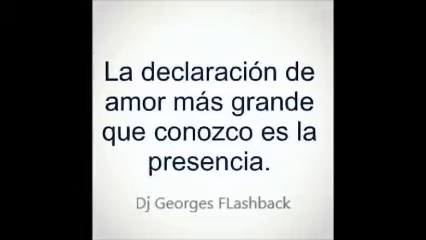 La declaración de
amor más grande
que conozco es la
presencia.
Dj Georges FLashback